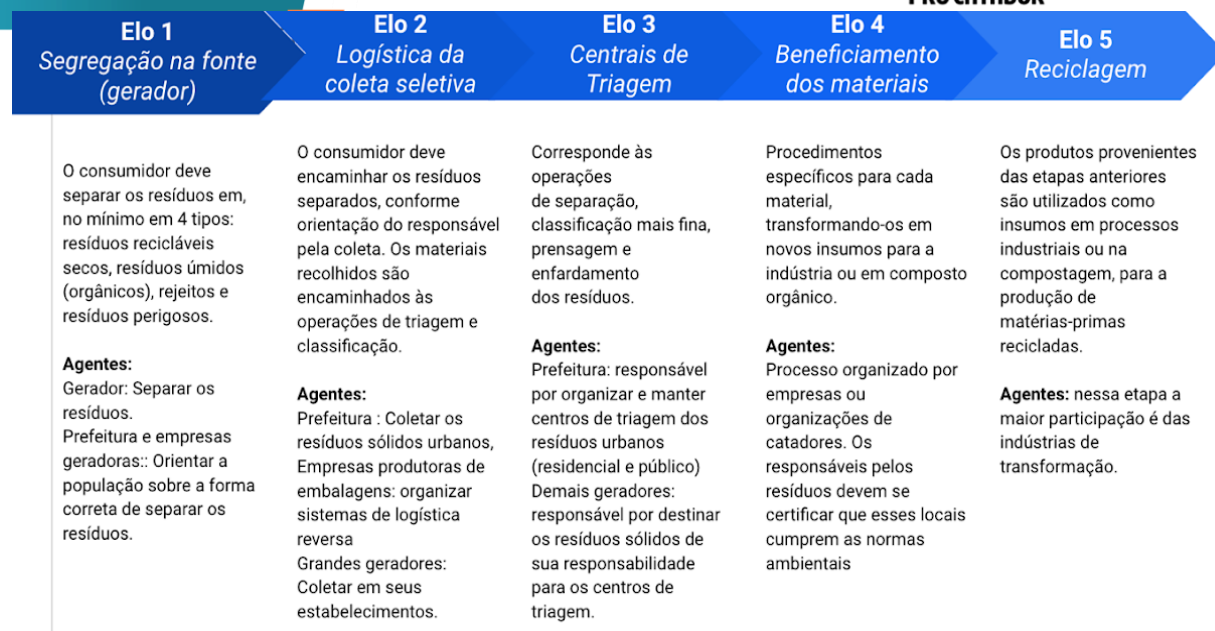 Elo 1
Segregação na fonte
(gerador)
O consumidor deve
separar os resíduos em,
no mínimo em 4 tipos:
resíduos recicláveis
secos, resíduos úmidos
(orgânicos), rejeitos e
resíduos perigosos.
Agentes:
Gerador: Separar os
resíduos.
Prefeitura e empresas
geradoras:: Orientar a
população sobre a forma
correta de separar os
resíduos.
Elo 2
Logística da
coleta seletiva
O consumidor deve
encaminhar os resíduos
separados, conforme
orientação do responsável
pela coleta. Os materiais
recolhidos são
encaminhados às
operações de triagem e
classificação.
Agentes:
Prefeitura : Coletar os
resíduos sólidos urbanos,
Empresas produtoras de
embalagens: organizar
sistemas de logística
reversa
Grandes geradores:
Coletar em seus
estabelecimentos.
Elo 3
Centrais de
Triagem
Corresponde às
operações
de separação,
classificação mais fina,
prensagem e
enfardamento
dos resíduos.
Agentes:
Prefeitura: responsável
por organizar e manter
centros de triagem dos
resíduos urbanos
(residencial e público)
Demais geradores:
responsável por destinar
os resíduos sólidos de
sua responsabilidade
para os centros de
triagem.
Elo 4
Beneficiamento
dos materiais
Procedimentos
específicos para cada
material,
transformando-os em
novos insumos para a
indústria ou em composto
orgânico.
Agentes:
Processo organizado por
empresas ou
organizações de
catadores. Os
responsáveis pelos
resíduos devem se
certificar que esses locais
cumprem as normas
ambientais
Elo 5
Reciclagem
Os produtos provenientes
das etapas anteriores
são utilizados como
insumos em processos
industriais ou na
compostagem, para a
produção de
matérias-primas
recicladas.
Agentes: nessa etapa a
maior participação é das
indústrias de
transformação.